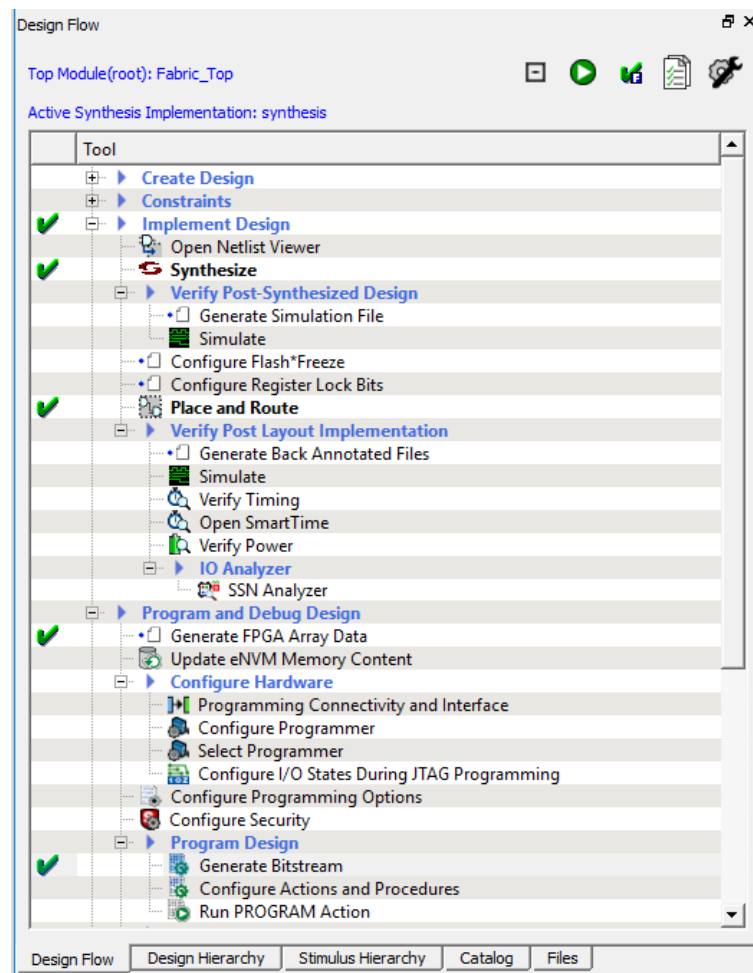 Design Flow
Top Module(root): Fabric_Top
Active Synthesis Implementation: synthesis
Tool
Create Design
Constraints
Implement Design
Open Netlist Viewer
Synthesize
Verify Post-Synthesized Design
Generate Simulation File
Simulate
Configure Flash*Freeze
Configure Register Lock Bits
Place and Route
Verify Post Layout Implementation
Generate Back Annotated Files
Simulate
Verify Timing
Open SmartTime
Verify Power
IO Analyzer
SSN Analyzer
Program and Debug Design
Generate FPGA Array Data
Update eNVM Memory Content
Configure Hardware
Programming Connectivity and Interface
Configure Programmer
Select Programmer
Configure I/O States During JTAG Programming
Configure Programming Options
Configure Security
Program Design
Generate Bitstream
Configure Actions and Procedures
Run PROGRAM Action
Design Flow Design Hierarchy Stimulus Hierarchy Catalog Files